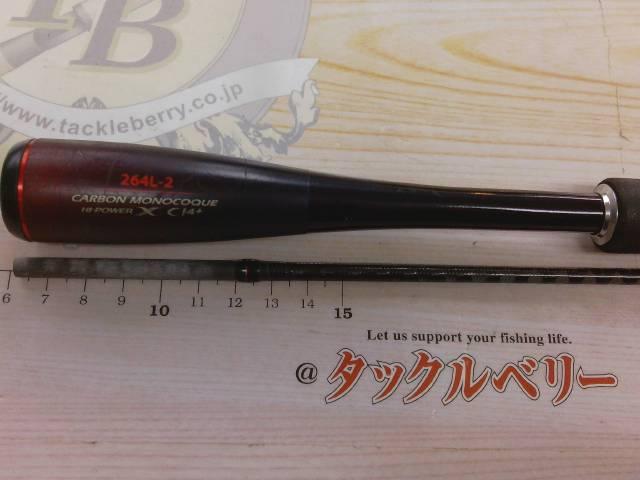 TB
//www.tackleberry.co.jp
264L-2
CARBON MONOCOQUE
HI-POWER X CI4+
6 7 8 9 10 11 12 13 14 15
Let us support your fishing life.
@タックルベリー